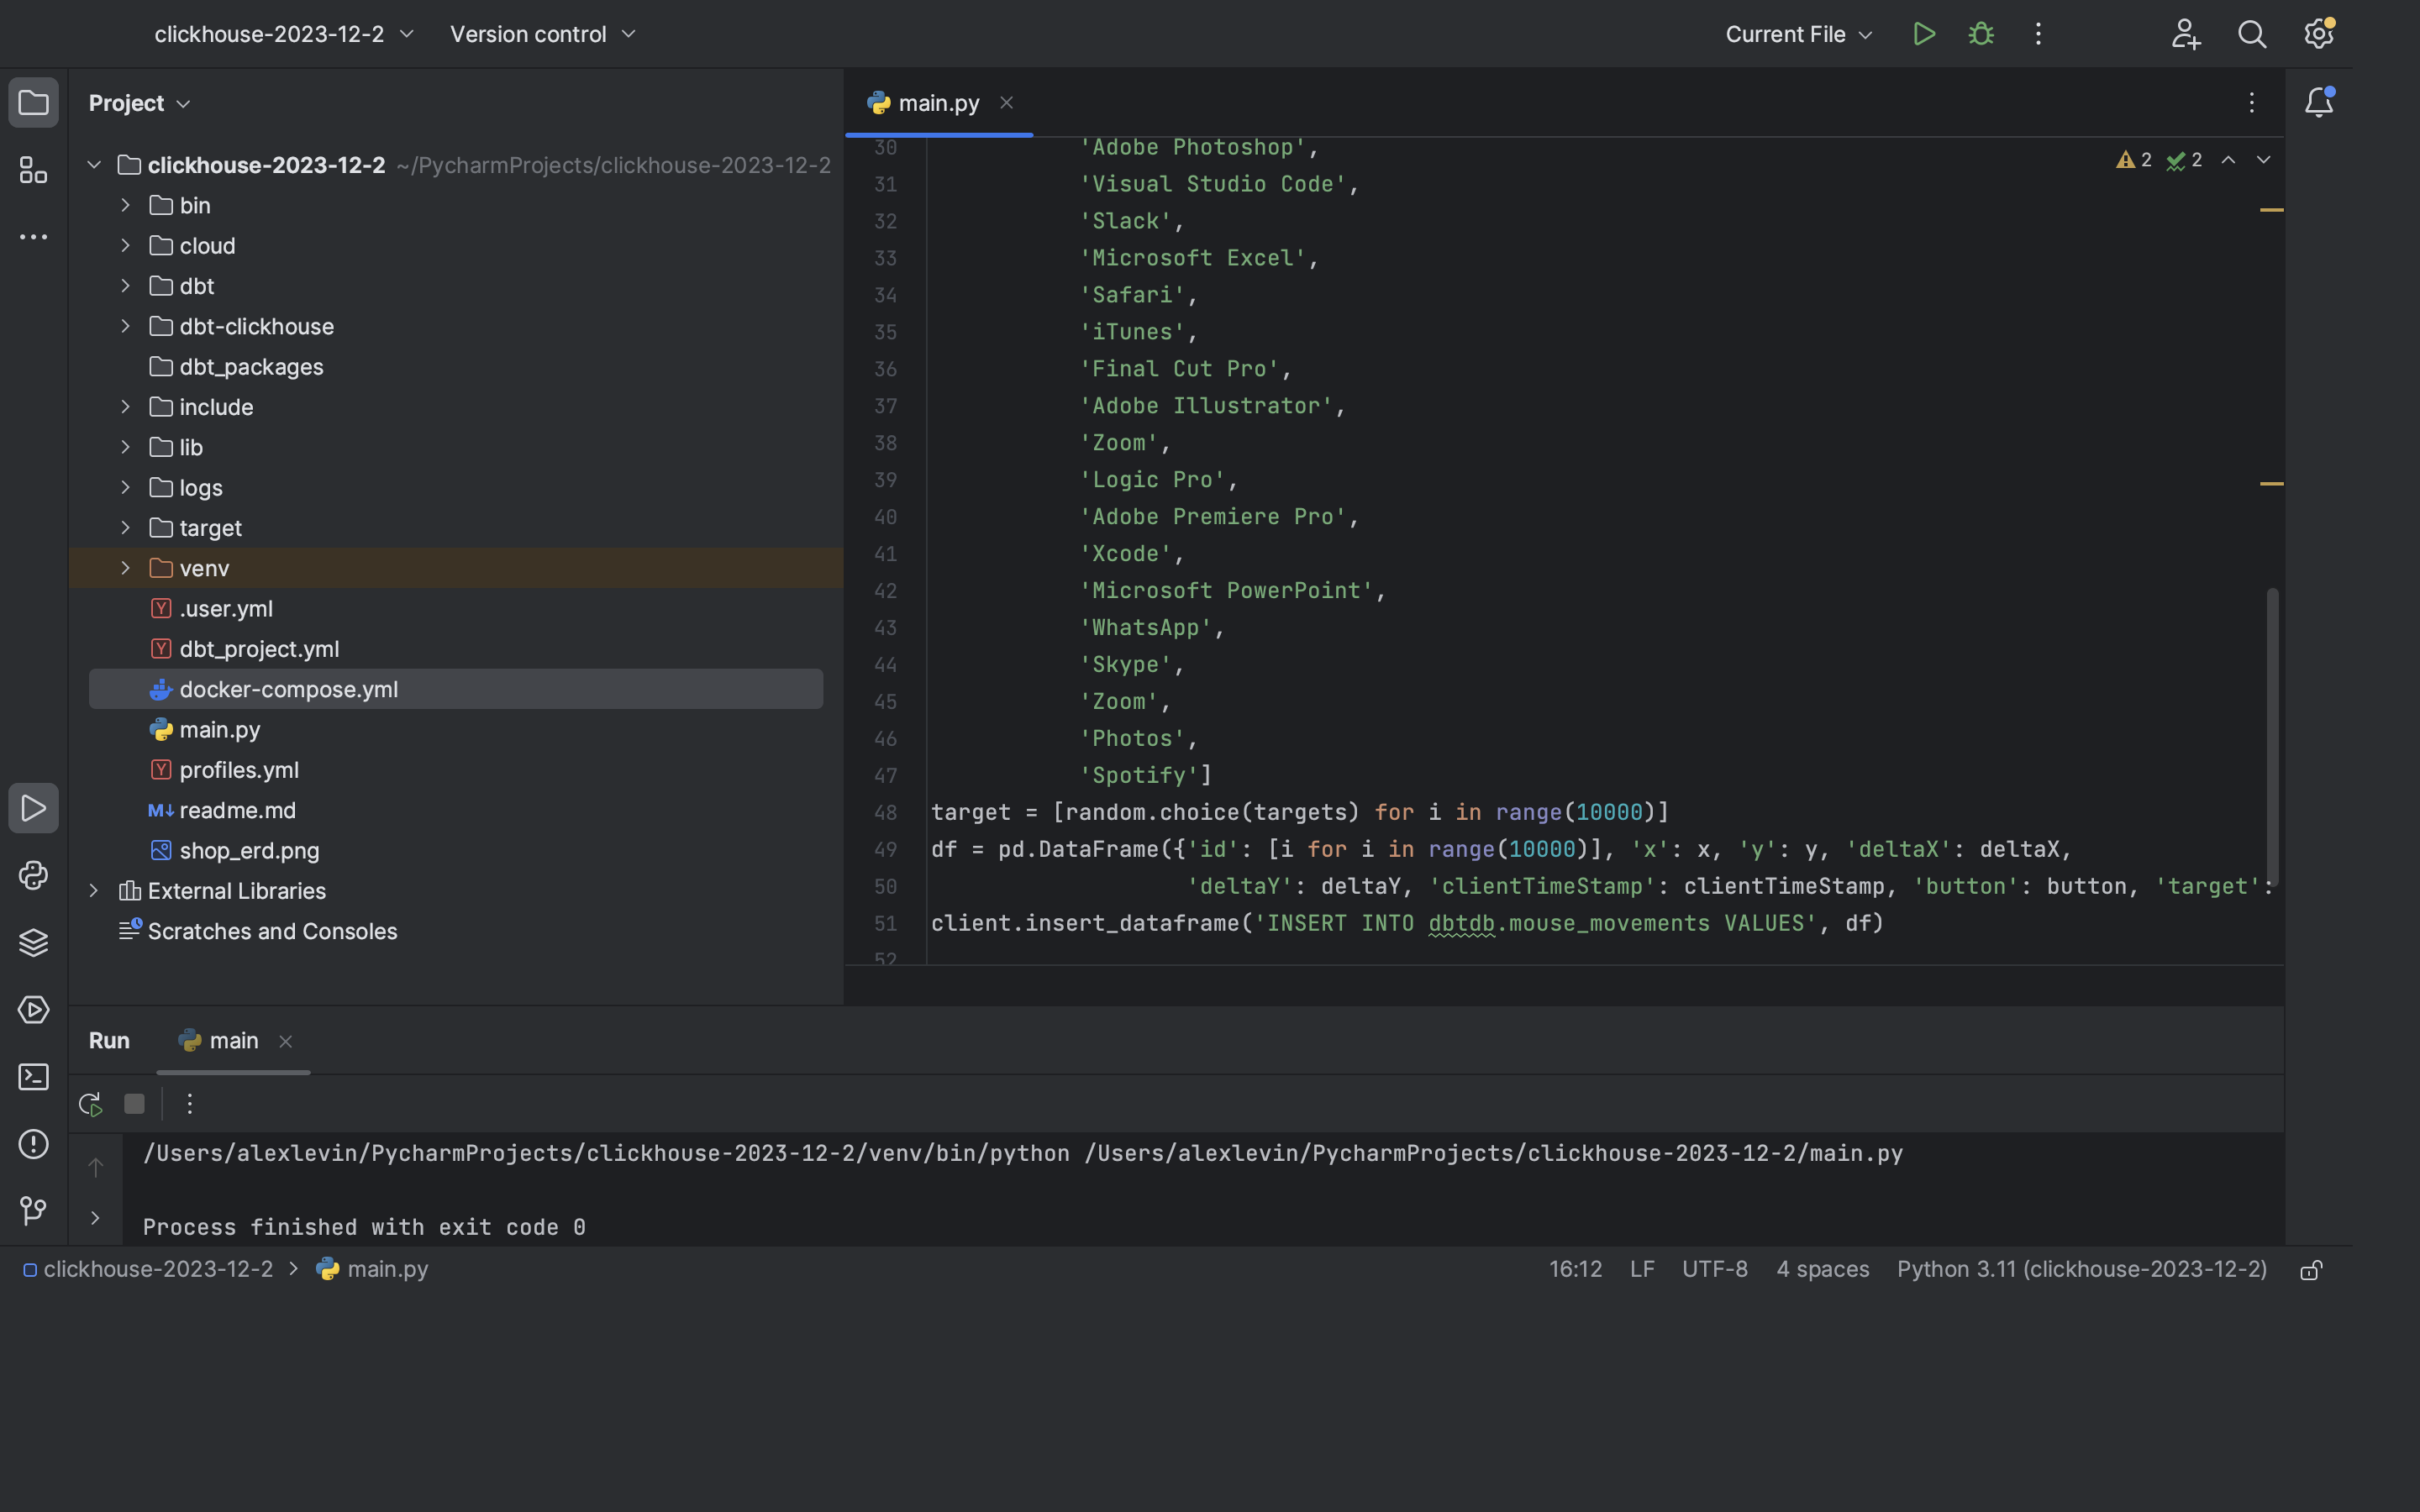 clickhouse-2023-12-2 Version control Current File
Project
main.py
clickhouse-2023-12-2 ~/PycharmProjects/clickhouse-2023-12-2
bin
cloud
dbt
dbt-clickhouse
dbt_packages
include
lib
logs
target
venv
.user.yml
dbt_project.yml
docker-compose.yml
main.py
profiles.yml
M↓ readme.md
shop_erd.png
External Libraries
Scratches and Consoles
2 2
30 'Adobe Photoshop',
31 'Visual Studio Code',
32 'Slack',
33 'Microsoft Excel',
34 'Safari',
35 'iTunes',
36 'Final Cut Pro',
37 'Adobe Illustrator',
38 'Zoom',
39 'Logic Pro',
40 'Adobe Premiere Pro',
41 'Xcode',
42 'Microsoft PowerPoint',
43 'WhatsApp',
44 'Skype',
45 'Zoom',
46 'Photos',
47 'Spotify']
48 target = [random.choice(targets) for i in range(10000)]
49 df = pd.DataFrame({'id': [i for i in range(10000)], 'x': x, 'y': y, 'deltaX': deltaX,
50 'deltaY': deltaY, 'clientTimeStamp': clientTimeStamp, 'button': button, 'target':
51 client.insert_dataframe('INSERT INTO dbtdb.mouse_movements VALUES', df)
52
Run main
/Users/alexlevin/PycharmProjects/clickhouse-2023-12-2/venv/bin/python /Users/alexlevin/PycharmProjects/clickhouse-2023-12-2/main.py
Process finished with exit code 0
clickhouse-2023-12-2 > main.py 16:12 LF UTF-8 4 spaces Python 3.11 (clickhouse-2023-12-2)